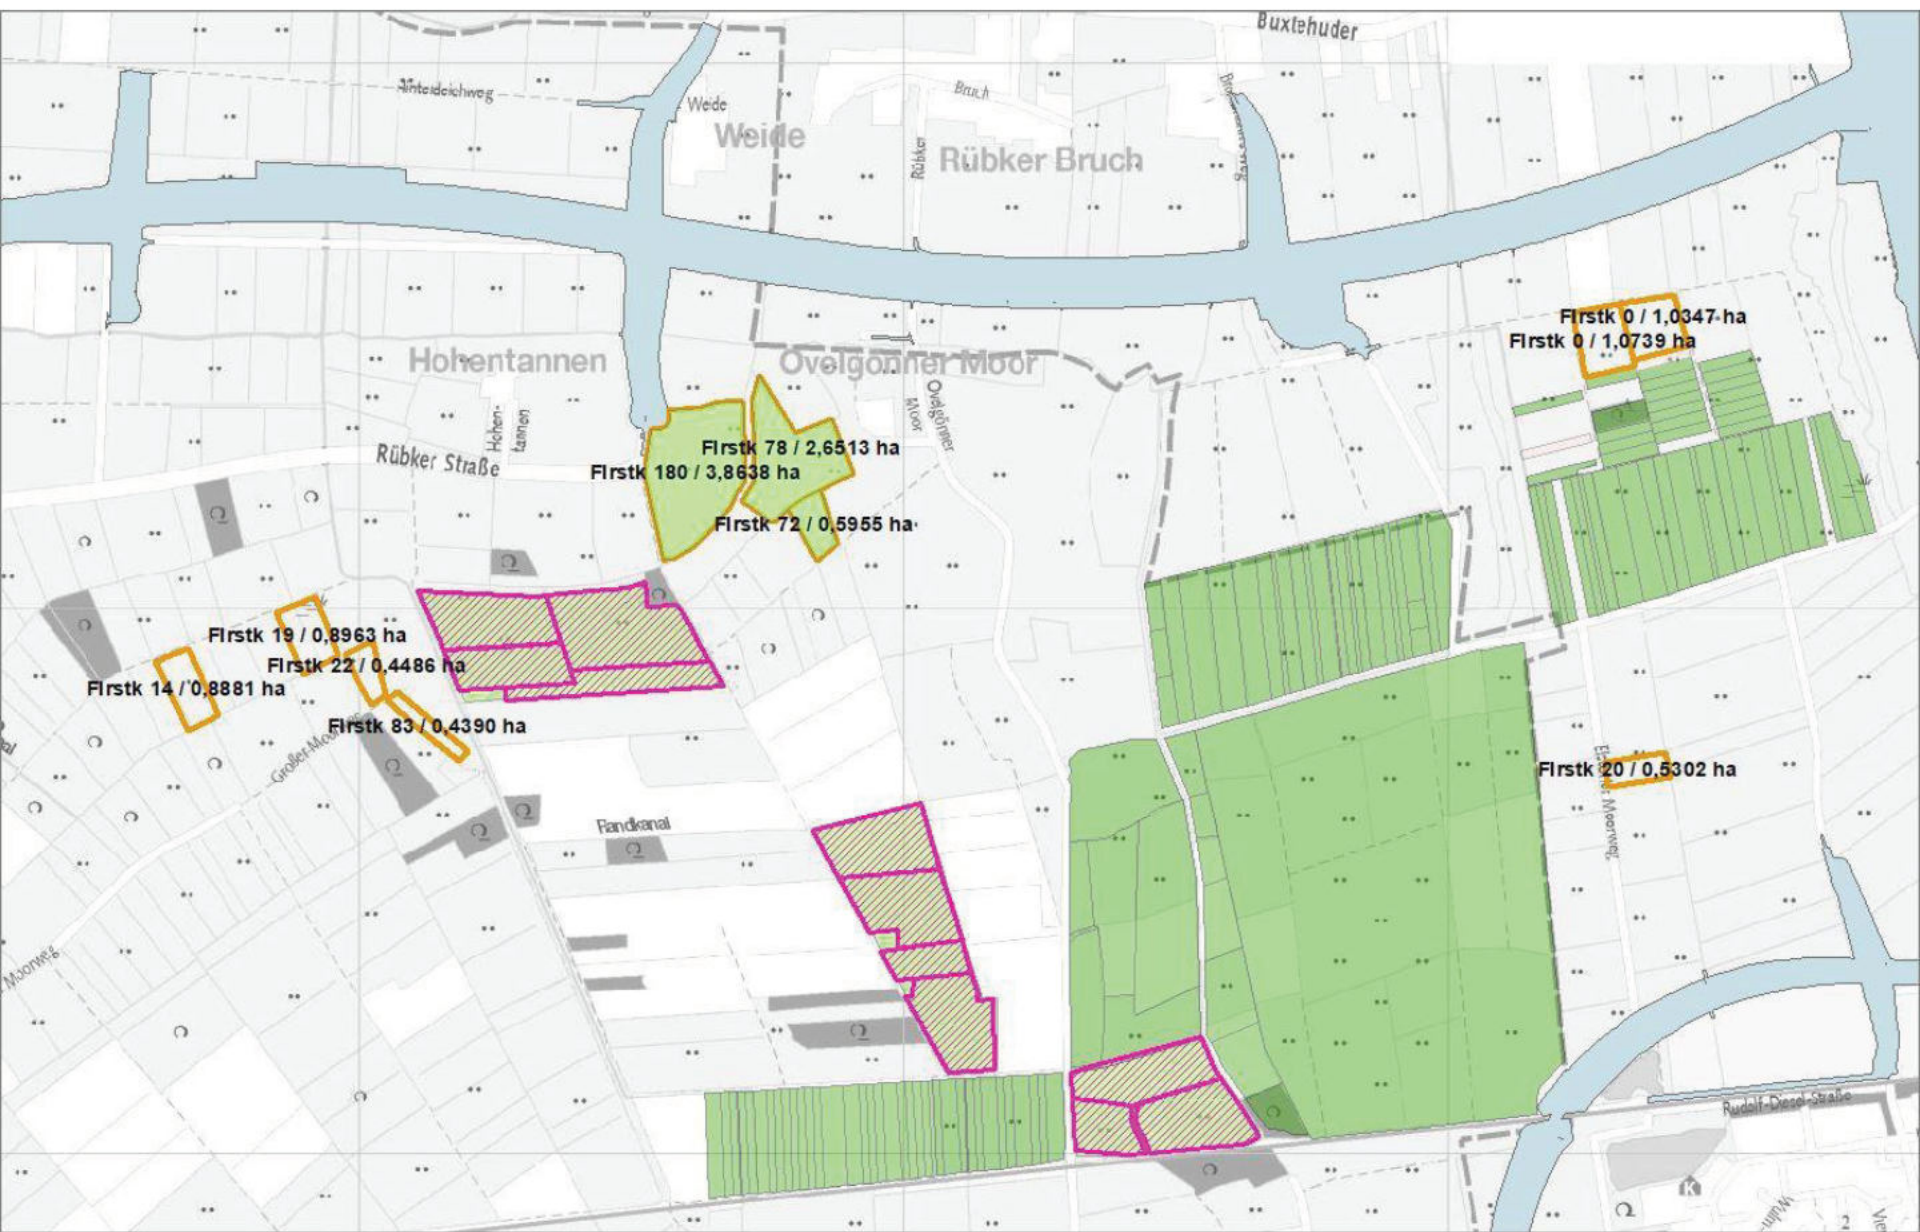 Buxtehuder
Hinterdeichweg
Bruch
Weide
Weide
Rübker
Rübker Bruch
Flrstk 0 / 1,0347 ha
Flrstk 0 / 1,0739 ha
Hohentannen
Ovelgönner Moor
Hohen-
tannen
Ovelgönner
Moor
Rübker Straße
Flrstk 78 / 2,6513 ha
Flrstk 180 / 3,8638 ha
Flrstk 72 / 0,5955 ha
Flrstk 19 / 0,8963 ha
Flrstk 22 / 0,4486 ha
Flrstk 14 / 0,8881 ha
Flrstk 83 / 0,4390 ha
Flrstk 20 / 0,5302 ha
Moorweg
Randkanal
Moorweg
Rudolf-Diesel-Straße
K